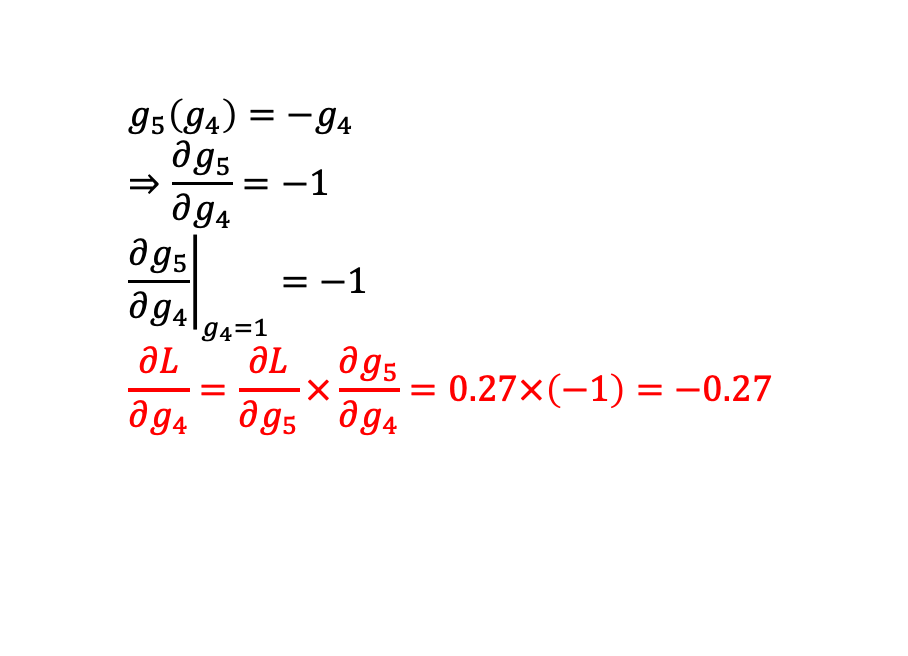 g₅(g₄) = −g₄
⇒ ∂g₅/∂g₄ = −1
∂g₅/∂g₄|g₄=1 = −1
∂L/∂g₄ = ∂L/∂g₅ × ∂g₅/∂g₄ = 0.27×(−1) = −0.27